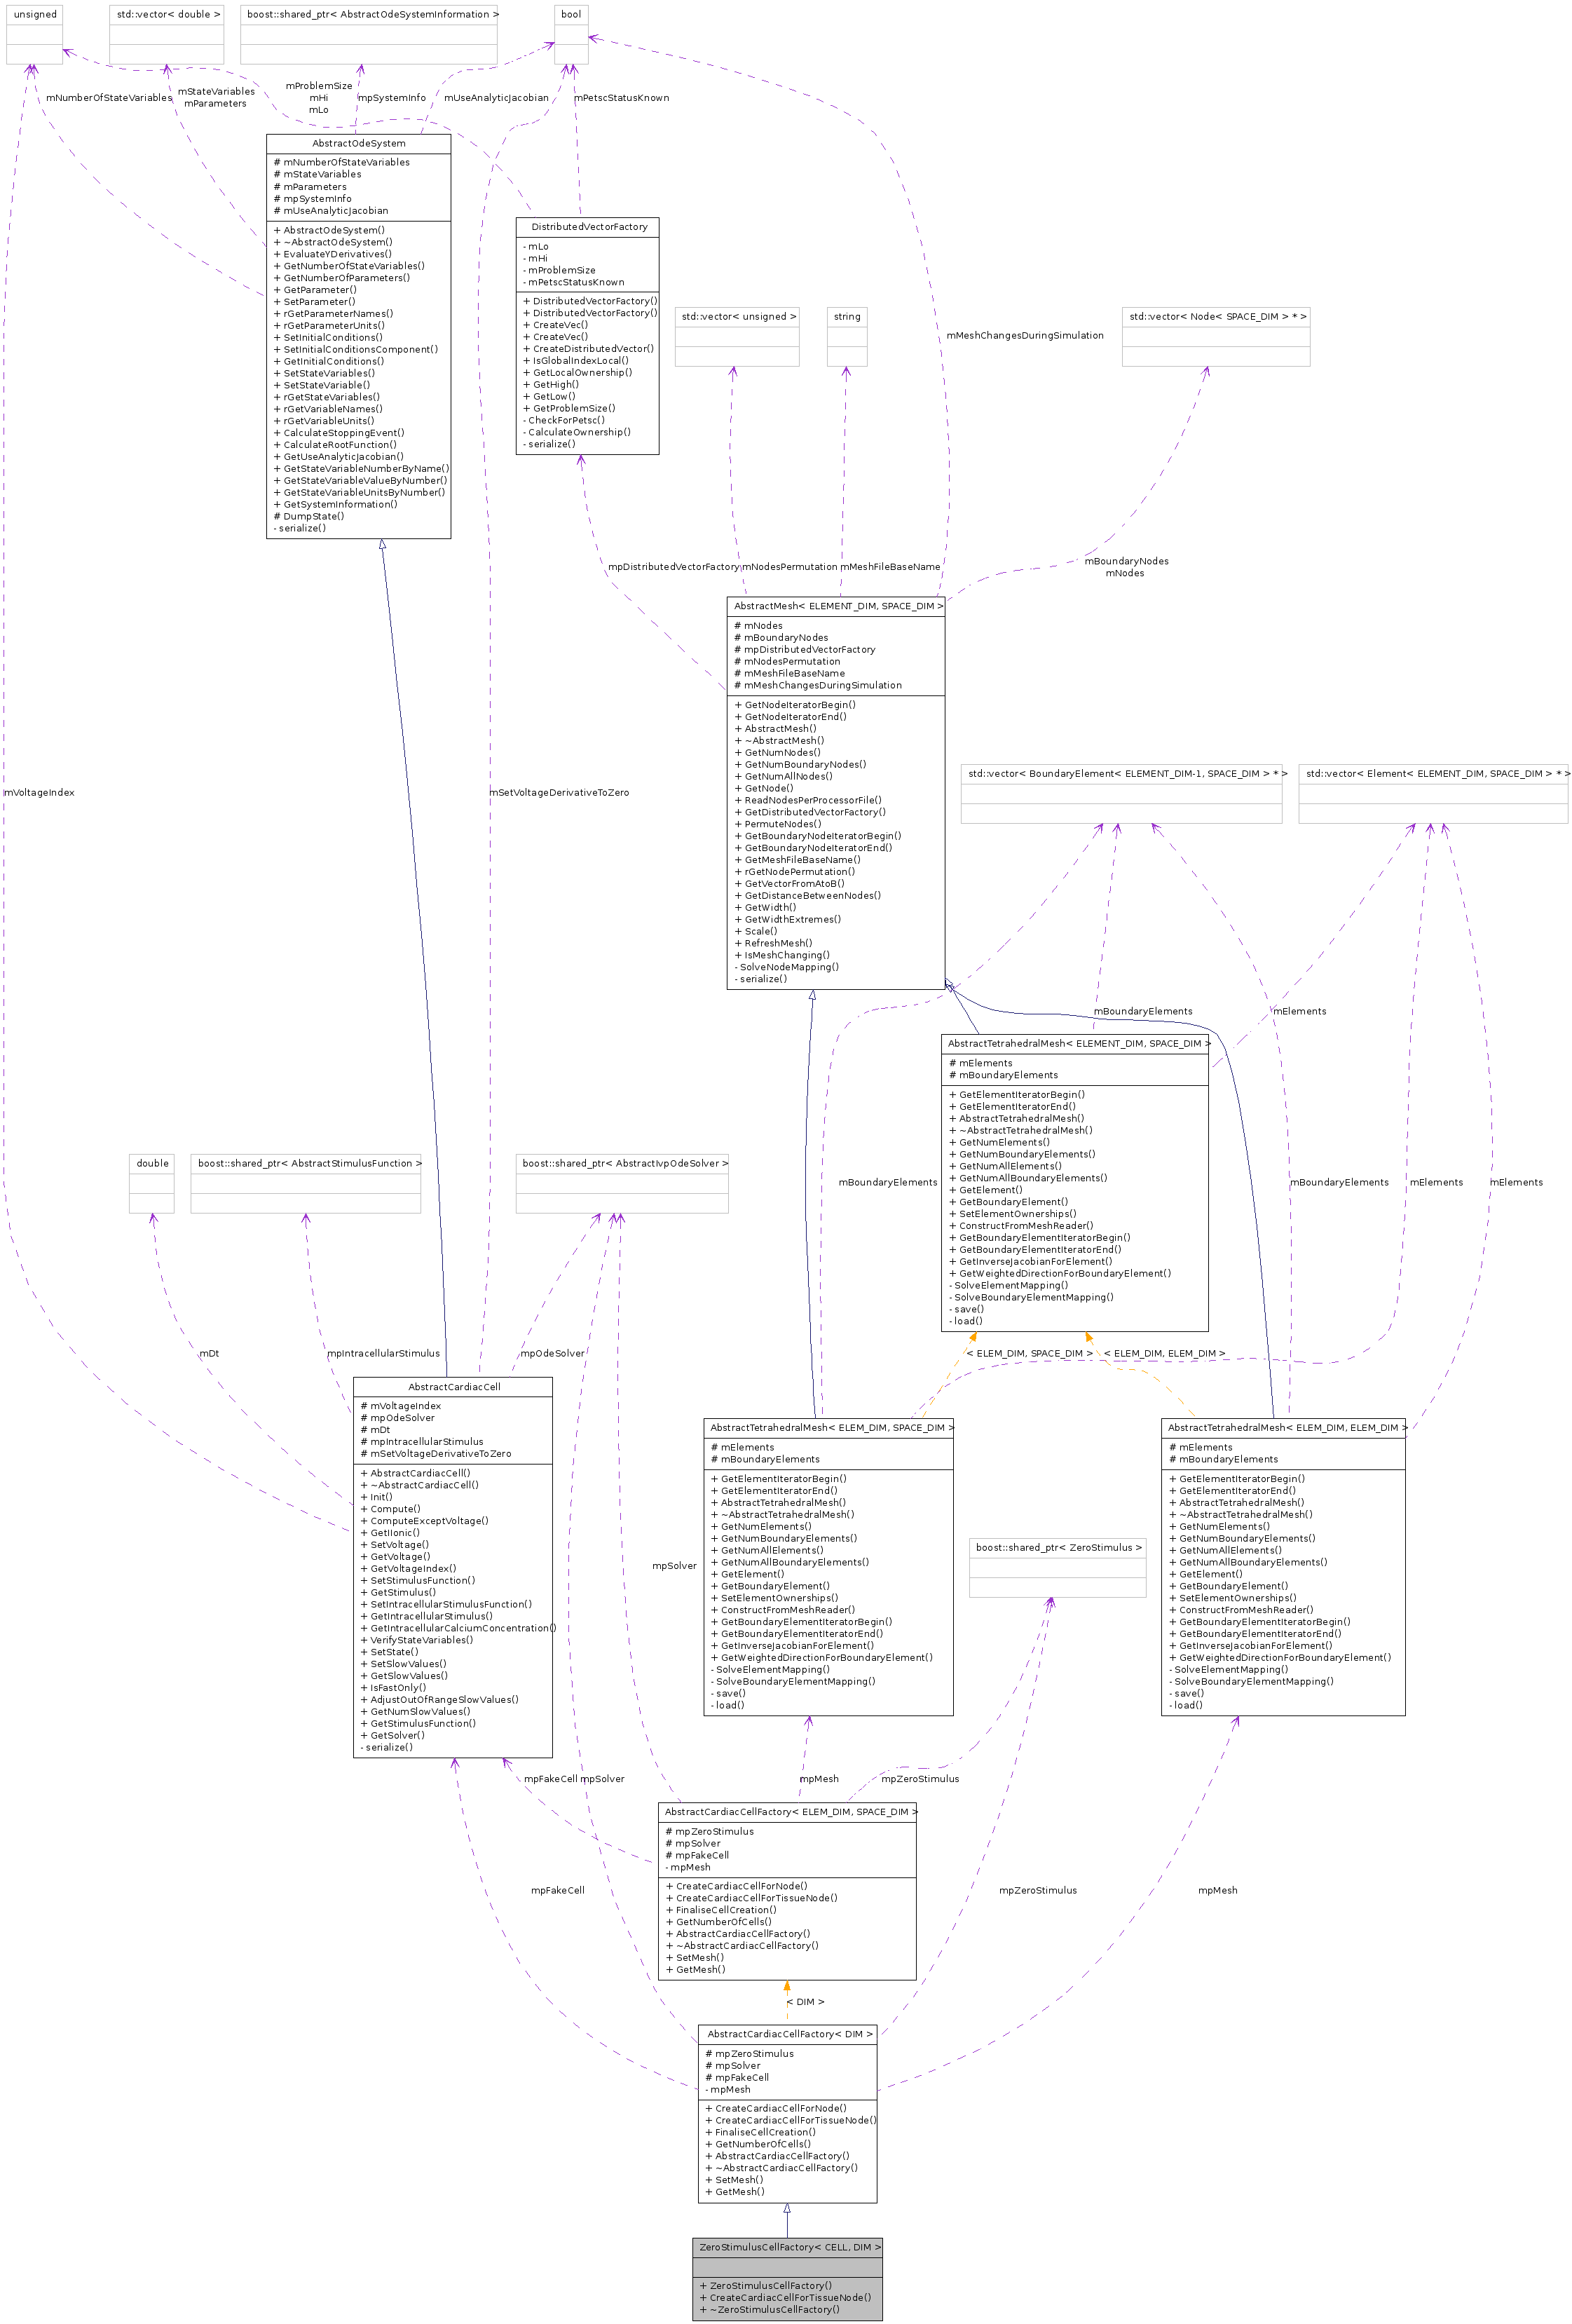 unsigned
std::vector< double >
boost::shared_ptr< AbstractOdeSystemInformation >
bool
mNumberOfStateVariables
mStateVariables
mParameters
mProblemSize
mHi
mLo
mpSystemInfo
mUseAnalyticJacobian
mPetscStatusKnown
AbstractOdeSystem
# mNumberOfStateVariables
# mStateVariables
# mParameters
# mpSystemInfo
# mUseAnalyticJacobian
+ AbstractOdeSystem()
+ ~AbstractOdeSystem()
+ EvaluateYDerivatives()
+ GetNumberOfStateVariables()
+ GetNumberOfParameters()
+ GetParameter()
+ SetParameter()
+ rGetParameterNames()
+ rGetParameterUnits()
+ SetInitialConditions()
+ SetInitialConditionsComponent()
+ GetInitialConditions()
+ SetStateVariables()
+ SetStateVariable()
+ rGetStateVariables()
+ rGetVariableNames()
+ rGetVariableUnits()
+ CalculateStoppingEvent()
+ CalculateRootFunction()
+ GetUseAnalyticJacobian()
+ GetStateVariableNumberByName()
+ GetStateVariableValueByNumber()
+ GetStateVariableUnitsByNumber()
+ GetSystemInformation()
# DumpState()
- serialize()
DistributedVectorFactory
- mLo
- mHi
- mProblemSize
- mPetscStatusKnown
+ DistributedVectorFactory()
+ DistributedVectorFactory()
+ CreateVec()
+ CreateVec()
+ CreateDistributedVector()
+ IsGlobalIndexLocal()
+ GetLocalOwnership()
+ GetHigh()
+ GetLow()
+ GetProblemSize()
- CheckForPetsc()
- CalculateOwnership()
- serialize()
std::vector< unsigned >
string
mMeshChangesDuringSimulation
std::vector< Node< SPACE_DIM > * >
mpDistributedVectorFactory
mNodesPermutation
mMeshFileBaseName
mBoundaryNodes
mNodes
AbstractMesh< ELEMENT_DIM, SPACE_DIM >
# mNodes
# mBoundaryNodes
# mpDistributedVectorFactory
# mNodesPermutation
# mMeshFileBaseName
# mMeshChangesDuringSimulation
+ GetNodeIteratorBegin()
+ GetNodeIteratorEnd()
+ AbstractMesh()
+ ~AbstractMesh()
+ GetNumNodes()
+ GetNumBoundaryNodes()
+ GetNumAllNodes()
+ GetNode()
+ ReadNodesPerProcessorFile()
+ GetDistributedVectorFactory()
+ PermuteNodes()
+ GetBoundaryNodeIteratorBegin()
+ GetBoundaryNodeIteratorEnd()
+ GetMeshFileBaseName()
+ rGetNodePermutation()
+ GetVectorFromAtoB()
+ GetDistanceBetweenNodes()
+ GetWidth()
+ GetWidthExtremes()
+ Scale()
+ RefreshMesh()
+ IsMeshChanging()
- SolveNodeMapping()
- serialize()
mVoltageIndex
mSetVoltageDerivativeToZero
std::vector< BoundaryElement< ELEMENT_DIM-1, SPACE_DIM > * >
std::vector< Element< ELEMENT_DIM, SPACE_DIM > * >
mBoundaryElements
mElements
AbstractTetrahedralMesh< ELEMENT_DIM, SPACE_DIM >
# mElements
# mBoundaryElements
+ GetElementIteratorBegin()
+ GetElementIteratorEnd()
+ AbstractTetrahedralMesh()
+ ~AbstractTetrahedralMesh()
+ GetNumElements()
+ GetNumBoundaryElements()
+ GetNumAllElements()
+ GetNumAllBoundaryElements()
+ GetElement()
+ GetBoundaryElement()
+ SetElementOwnerships()
+ ConstructFromMeshReader()
+ GetBoundaryElementIteratorBegin()
+ GetBoundaryElementIteratorEnd()
+ GetInverseJacobianForElement()
+ GetWeightedDirectionForBoundaryElement()
- SolveElementMapping()
- SolveBoundaryElementMapping()
- save()
- load()
double
boost::shared_ptr< AbstractStimulusFunction >
boost::shared_ptr< AbstractIvpOdeSolver >
mBoundaryElements
mBoundaryElements
mElements
mElements
mDt
mpIntracellularStimulus
mpOdeSolver
< ELEM_DIM, SPACE_DIM >
< ELEM_DIM, ELEM_DIM >
AbstractCardiacCell
# mVoltageIndex
# mpOdeSolver
# mDt
# mpIntracellularStimulus
# mSetVoltageDerivativeToZero
+ AbstractCardiacCell()
+ ~AbstractCardiacCell()
+ Init()
+ Compute()
+ ComputeExceptVoltage()
+ GetIIonic()
+ SetVoltage()
+ GetVoltage()
+ GetVoltageIndex()
+ SetStimulusFunction()
+ GetStimulus()
+ SetIntracellularStimulusFunction()
+ GetIntracellularStimulus()
+ GetIntracellularCalciumConcentration()
+ VerifyStateVariables()
+ SetState()
+ SetSlowValues()
+ GetSlowValues()
+ IsFastOnly()
+ AdjustOutOfRangeSlowValues()
+ GetNumSlowValues()
+ GetStimulusFunction()
+ GetSolver()
- serialize()
AbstractTetrahedralMesh< ELEM_DIM, SPACE_DIM >
# mElements
# mBoundaryElements
+ GetElementIteratorBegin()
+ GetElementIteratorEnd()
+ AbstractTetrahedralMesh()
+ ~AbstractTetrahedralMesh()
+ GetNumElements()
+ GetNumBoundaryElements()
+ GetNumAllElements()
+ GetNumAllBoundaryElements()
+ GetElement()
+ GetBoundaryElement()
+ SetElementOwnerships()
+ ConstructFromMeshReader()
+ GetBoundaryElementIteratorBegin()
+ GetBoundaryElementIteratorEnd()
+ GetInverseJacobianForElement()
+ GetWeightedDirectionForBoundaryElement()
- SolveElementMapping()
- SolveBoundaryElementMapping()
- save()
- load()
AbstractTetrahedralMesh< ELEM_DIM, ELEM_DIM >
# mElements
# mBoundaryElements
+ GetElementIteratorBegin()
+ GetElementIteratorEnd()
+ AbstractTetrahedralMesh()
+ ~AbstractTetrahedralMesh()
+ GetNumElements()
+ GetNumBoundaryElements()
+ GetNumAllElements()
+ GetNumAllBoundaryElements()
+ GetElement()
+ GetBoundaryElement()
+ SetElementOwnerships()
+ ConstructFromMeshReader()
+ GetBoundaryElementIteratorBegin()
+ GetBoundaryElementIteratorEnd()
+ GetInverseJacobianForElement()
+ GetWeightedDirectionForBoundaryElement()
- SolveElementMapping()
- SolveBoundaryElementMapping()
- save()
- load()
mpSolver
boost::shared_ptr< ZeroStimulus >
mpFakeCell
mpSolver
mpMesh
mpZeroStimulus
AbstractCardiacCellFactory< ELEM_DIM, SPACE_DIM >
# mpZeroStimulus
# mpSolver
# mpFakeCell
- mpMesh
+ CreateCardiacCellForNode()
+ CreateCardiacCellForTissueNode()
+ FinaliseCellCreation()
+ GetNumberOfCells()
+ AbstractCardiacCellFactory()
+ ~AbstractCardiacCellFactory()
+ SetMesh()
+ GetMesh()
mpFakeCell
mpZeroStimulus
mpMesh
< DIM >
AbstractCardiacCellFactory< DIM >
# mpZeroStimulus
# mpSolver
# mpFakeCell
- mpMesh
+ CreateCardiacCellForNode()
+ CreateCardiacCellForTissueNode()
+ FinaliseCellCreation()
+ GetNumberOfCells()
+ AbstractCardiacCellFactory()
+ ~AbstractCardiacCellFactory()
+ SetMesh()
+ GetMesh()
ZeroStimulusCellFactory< CELL, DIM >
+ ZeroStimulusCellFactory()
+ CreateCardiacCellForTissueNode()
+ ~ZeroStimulusCellFactory()